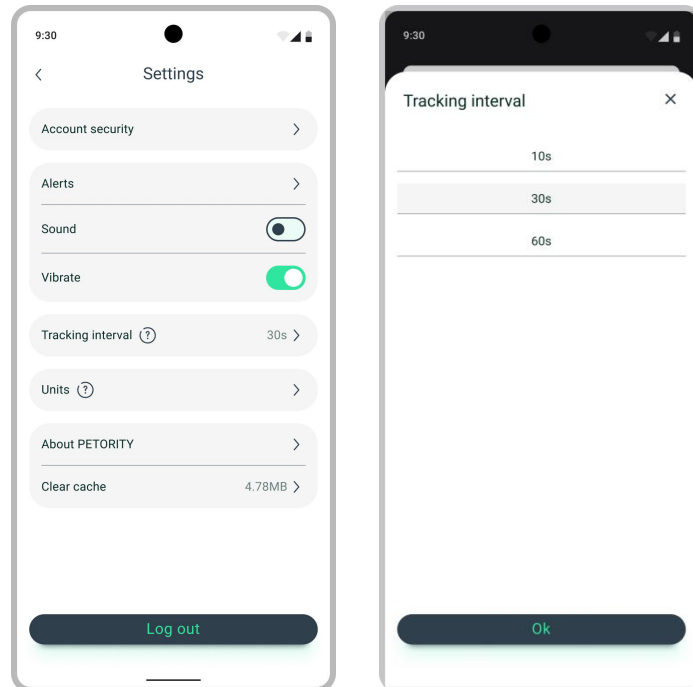 9:30
Settings
Account security
Alerts
Sound
Vibrate
Tracking interval ? 30s
Units ?
About PETORITY
Clear cache 4.78MB
Log out
9:30
Tracking interval
10s
30s
60s
Ok